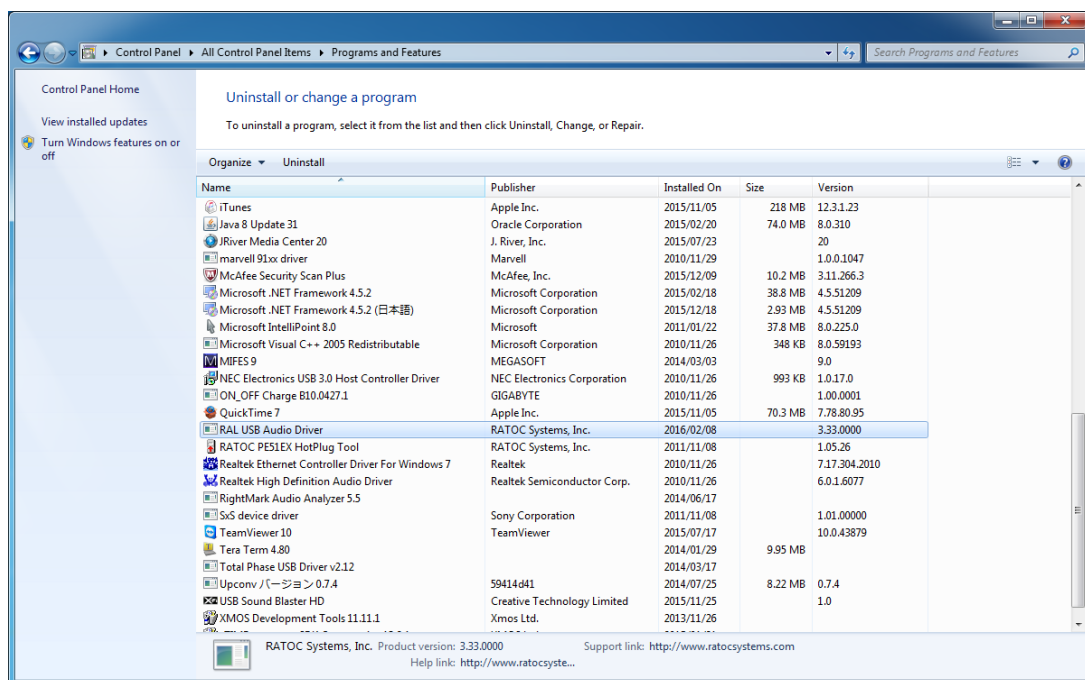 Control Panel ▸ All Control Panel Items ▸ Programs and Features
Search Programs and Features
Control Panel Home
View installed updates
Turn Windows features on or
off
Uninstall or change a program
To uninstall a program, select it from the list and then click Uninstall, Change, or Repair.
Organize Uninstall
Name Publisher Installed On Size Version
iTunes Apple Inc. 2015/11/05 218 MB 12.3.1.23
Java 8 Update 31 Oracle Corporation 2015/02/20 74.0 MB 8.0.310
JRiver Media Center 20 J. River, Inc. 2015/07/23 20
marvell 91xx driver Marvell 2010/11/29 1.0.0.1047
McAfee Security Scan Plus McAfee, Inc. 2015/12/09 10.2 MB 3.11.266.3
Microsoft .NET Framework 4.5.2 Microsoft Corporation 2015/02/18 38.8 MB 4.5.51209
Microsoft .NET Framework 4.5.2 (日本語) Microsoft Corporation 2015/12/18 2.93 MB 4.5.51209
Microsoft IntelliPoint 8.0 Microsoft 2011/01/22 37.8 MB 8.0.225.0
Microsoft Visual C++ 2005 Redistributable Microsoft Corporation 2010/11/26 348 KB 8.0.59193
MIFES 9 MEGASOFT 2014/03/03 9.0
NEC Electronics USB 3.0 Host Controller Driver NEC Electronics Corporation 2010/11/26 993 KB 1.0.17.0
ON_OFF Charge B10.0427.1 GIGABYTE 2010/11/26 1.00.0001
QuickTime 7 Apple Inc. 2015/11/05 70.3 MB 7.78.80.95
RAL USB Audio Driver RATOC Systems, Inc. 2016/02/08 3.33.0000
RATOC PE51EX HotPlug Tool RATOC Systems, Inc. 2011/11/08 1.05.26
Realtek Ethernet Controller Driver For Windows 7 Realtek 2010/11/26 7.17.304.2010
Realtek High Definition Audio Driver Realtek Semiconductor Corp. 2010/11/26 6.0.1.6077
RightMark Audio Analyzer 5.5 2014/06/17
SxS device driver Sony Corporation 2011/11/08 1.01.00000
TeamViewer 10 TeamViewer 2015/07/17 10.0.43879
Tera Term 4.80 2014/01/29 9.95 MB
Total Phase USB Driver v2.12 2014/03/17
Upconv バージョン 0.7.4 59414d41 2014/07/25 8.22 MB 0.7.4
USB Sound Blaster HD Creative Technology Limited 2015/11/25 1.0
XMOS Development Tools 11.11.1 Xmos Ltd. 2013/11/26
RATOC Systems, Inc. Product version: 3.33.0000 Support link: http://www.ratocsystems.com
Help link: http://www.ratocsyste...